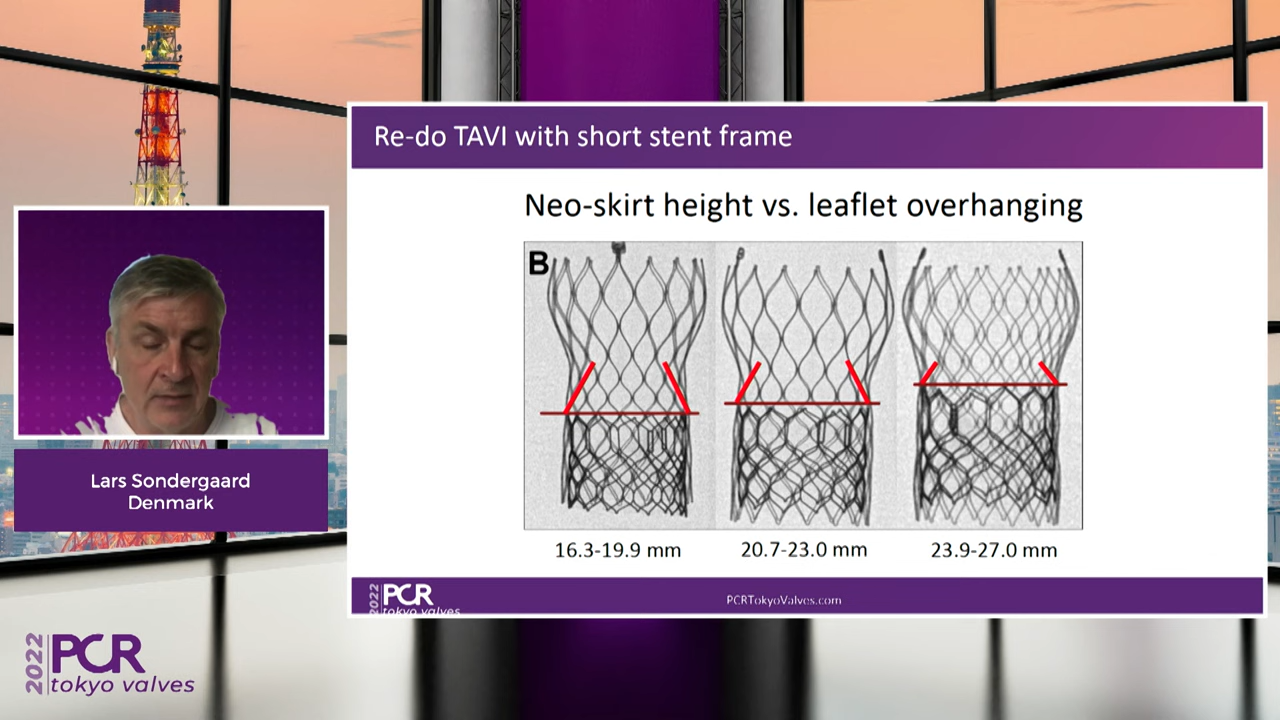 Re-do TAVI with short stent frame
Neo-skirt height vs. leaflet overhanging
B
16.3-19.9 mm
20.7-23.0 mm
23.9-27.0 mm
2022
PCR
tokyo valves
PCRTokyoValves.com
Lars Sondergaard
Denmark
2022
PCR
tokyo valves